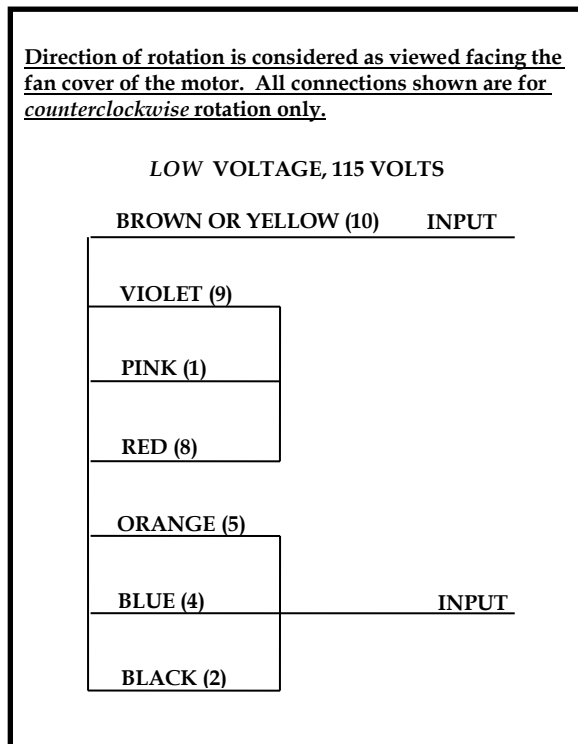 Direction of rotation is considered as viewed facing the
fan cover of the motor. All connections shown are for
counterclockwise rotation only.
LOW VOLTAGE, 115 VOLTS
BROWN OR YELLOW (10) INPUT
VIOLET (9)
PINK (1)
RED (8)
ORANGE (5)
BLUE (4) INPUT
BLACK (2)